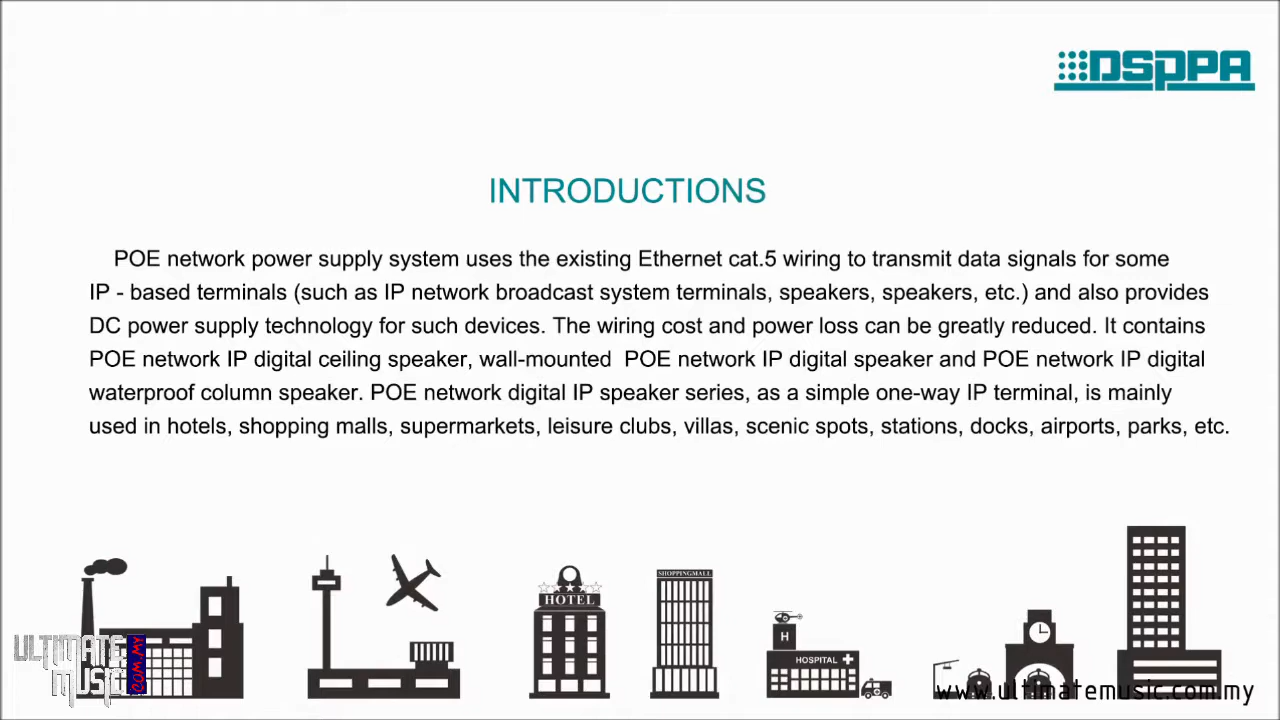 DSPPA
INTRODUCTIONS
POE network power supply system uses the existing Ethernet cat.5 wiring to transmit data signals for some
IP - based terminals (such as IP network broadcast system terminals, speakers, speakers, etc.) and also provides
DC power supply technology for such devices. The wiring cost and power loss can be greatly reduced. It contains
POE network IP digital ceiling speaker, wall-mounted POE network IP digital speaker and POE network IP digital
waterproof column speaker. POE network digital IP speaker series, as a simple one-way IP terminal, is mainly
used in hotels, shopping malls, supermarkets, leisure clubs, villas, scenic spots, stations, docks, airports, parks, etc.
SHOPPINGMALL
HOTEL
H
HOSPITAL
ULTIMATE
MUSIC
.COM.MY
www.ultimatemusic.com.my